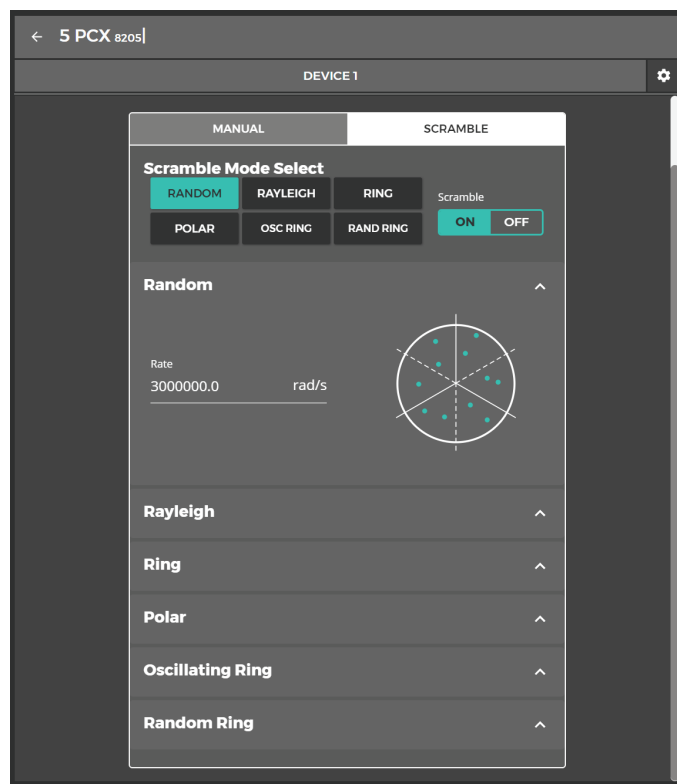 5 PCX 8205
DEVICE 1
MANUAL SCRAMBLE
Scramble Mode Select
RANDOM RAYLEIGH RING Scramble
POLAR OSC RING RAND RING ON OFF
Random
Rate
3000000.0 rad/s
Rayleigh
Ring
Polar
Oscillating Ring
Random Ring